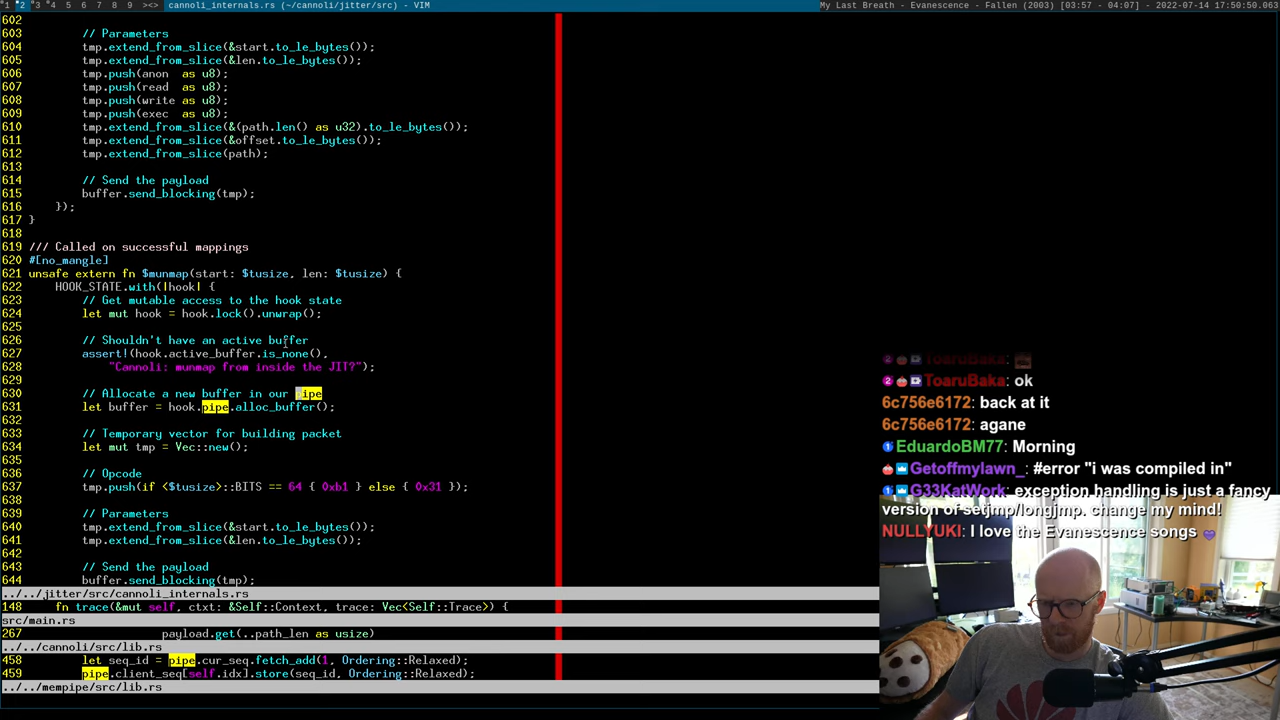 1 2 3 4 5 6 7 8 9 ><> cannoli_internals.rs (~/cannoli/jitter/src) - VIM
My Last Breath - Evanescence - Fallen (2003) [03:57 - 04:07] - 2022-07-14 17:50:50.063
602
603 // Parameters
604 tmp.extend_from_slice(&start.to_le_bytes());
605 tmp.extend_from_slice(&len.to_le_bytes());
606 tmp.push(anon  as u8);
607 tmp.push(read  as u8);
608 tmp.push(write as u8);
609 tmp.push(exec  as u8);
610 tmp.extend_from_slice(&(path.len() as u32).to_le_bytes());
611 tmp.extend_from_slice(&offset.to_le_bytes());
612 tmp.extend_from_slice(path);
613
614 // Send the payload
615 buffer.send_blocking(tmp);
616 });
617 }
618
619 /// Called on successful mappings
620 #[no_mangle]
621 unsafe extern fn $munmap(start: $tusize, len: $tusize) {
622 HOOK_STATE.with(|hook| {
623 // Get mutable access to the hook state
624 let mut hook = hook.lock().unwrap();
625
626 // Shouldn't have an active buffer
627 assert!(hook.active_buffer.is_none(),
628 "Cannoli: munmap from inside the JIT?");
629
630 // Allocate a new buffer in our pipe
631 let buffer = hook.pipe.alloc_buffer();
632
633 // Temporary vector for building packet
634 let mut tmp = Vec::new();
635
636 // Opcode
637 tmp.push(if <$tusize>::BITS == 64 { 0xb1 } else { 0x31 });
638
639 // Parameters
640 tmp.extend_from_slice(&start.to_le_bytes());
641 tmp.extend_from_slice(&len.to_le_bytes());
642
643 // Send the payload
644 buffer.send_blocking(tmp);
../../jitter/src/cannoli_internals.rs
148 fn trace(&mut self, ctxt: &Self::Context, trace: Vec<Self::Trace>) {
src/main.rs
267 payload.get(..path_len as usize)
../../cannoli/src/lib.rs
458 let seq_id = pipe.cur_seq.fetch_add(1, Ordering::Relaxed);
459 pipe.client_seq[self.idx].store(seq_id, Ordering::Relaxed);
../../mempipe/src/lib.rs
ToaruBaka:
ToaruBaka: ok
6c756e6172: back at it
6c756e6172: agane
EduardoBM77: Morning
Getoffmylawn_: #error "i was compiled in"
G33KatWork: exception handling is just a fancy
version of setjmp/longjmp. change my mind!
NULLYUKI: I love the Evanescence songs